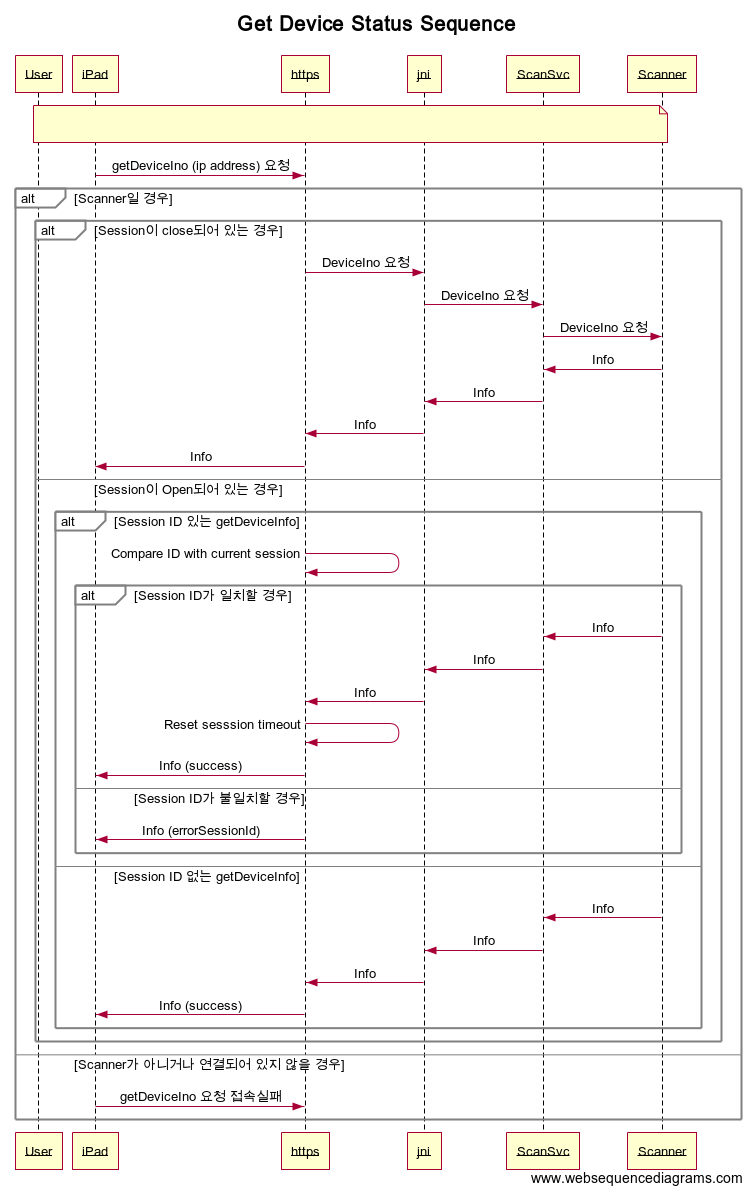 Get Device Status Sequence
User iPad https jni ScanSvc Scanner
getDeviceIno (ip address) 요청
alt [Scanner일 경우]
alt [Session이 close되어 있는 경우]
DeviceIno 요청
DeviceIno 요청
DeviceIno 요청
Info
Info
Info
Info
[Session이 Open되어 있는 경우]
alt [Session ID 있는 getDeviceInfo]
Compare ID with current session
alt [Session ID가 일치할 경우]
Info
Info
Info
Reset sesssion timeout
Info (success)
[Session ID가 불일치할 경우]
Info (errorSessionId)
[Session ID 없는 getDeviceInfo]
Info
Info
Info
Info (success)
[Scanner가 아니거나 연결되어 있지 않을 경우]
getDeviceIno 요청 접속실패
User iPad https jni ScanSvc Scanner
www.websequencediagrams.com